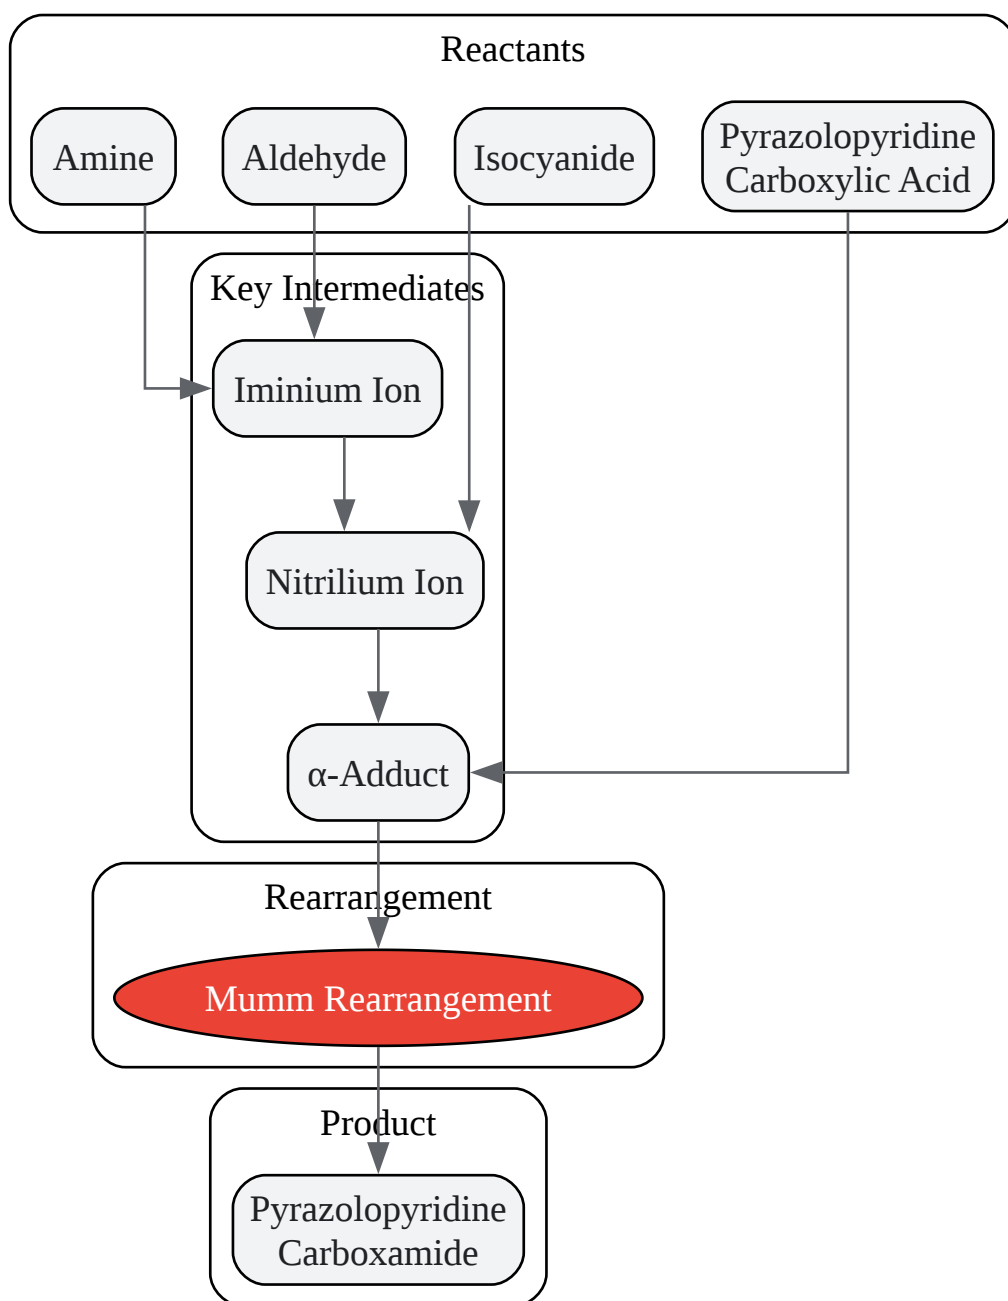 Reactants
Amine
Aldehyde
Isocyanide
Pyrazolopyridine
Carboxylic Acid
Key Intermediates
Iminium Ion
Nitrilium Ion
α-Adduct
Rearrangement
Mumm Rearrangement
Product
Pyrazolopyridine
Carboxamide